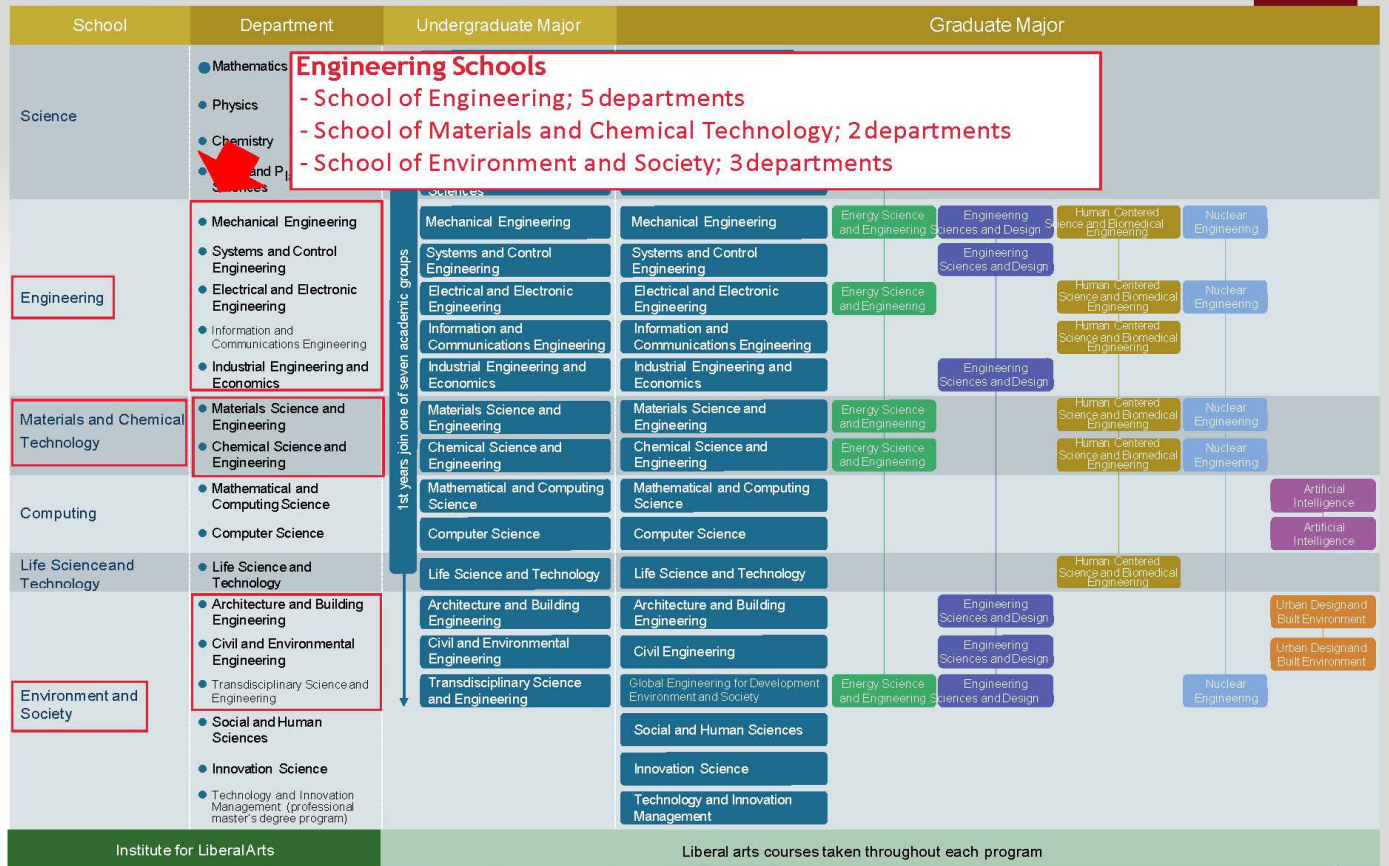 School
Department
Undergraduate Major
Graduate Major
Science
Mathematics
Physics
Chemistry
and
Sciences
Engineering Schools
- School of Engineering; 5 departments
- School of Materials and Chemical Technology; 2 departments
- School of Environment and Society; 3 departments
Sciences
1st years join one of seven academic groups
Engineering
Mechanical Engineering
Systems and Control
Engineering
Electrical and Electronic
Engineering
Information and
Communications Engineering
Industrial Engineering and
Economics
Mechanical Engineering
Systems and Control
Engineering
Electrical and Electronic
Engineering
Information and
Communications Engineering
Industrial Engineering and
Economics
Mechanical Engineering
Systems and Control
Engineering
Electrical and Electronic
Engineering
Information and
Communications Engineering
Industrial Engineering and
Economics
Energy Science
and Engineering
Engineering
Sciences and Design
Human Centered
Science and Biomedical
Engineering
Nuclear
Engineering
Engineering
Sciences and Design
Energy Science
and Engineering
Human Centered
Science and Biomedical
Engineering
Nuclear
Engineering
Human Centered
Science and Biomedical
Engineering
Engineering
Sciences and Design
Materials and Chemical
Technology
Materials Science and
Engineering
Chemical Science and
Engineering
Materials Science and
Engineering
Chemical Science and
Engineering
Materials Science and
Engineering
Chemical Science and
Engineering
Energy Science
and Engineering
Human Centered
Science and Biomedical
Engineering
Nuclear
Engineering
Energy Science
and Engineering
Human Centered
Science and Biomedical
Engineering
Nuclear
Engineering
Computing
Mathematical and
Computing Science
Computer Science
Mathematical and Computing
Science
Computer Science
Mathematical and Computing
Science
Computer Science
Artificial
Intelligence
Artificial
Intelligence
Life Science and
Technology
Life Science and
Technology
Life Science and Technology
Life Science and Technology
Human Centered
Science and Biomedical
Engineering
Environment and
Society
Architecture and Building
Engineering
Civil and Environmental
Engineering
Transdisciplinary Science and
Engineering
Social and Human
Sciences
Innovation Science
Technology and Innovation
Management (professional
master's degree program)
Architecture and Building
Engineering
Civil and Environmental
Engineering
Transdisciplinary Science
and Engineering
Architecture and Building
Engineering
Civil Engineering
Global Engineering for Development
Environment and Society
Social and Human Sciences
Innovation Science
Technology and Innovation
Management
Engineering
Sciences and Design
Urban Design and
Built Environment
Engineering
Sciences and Design
Urban Design and
Built Environment
Energy Science
and Engineering
Engineering
Sciences and Design
Nuclear
Engineering
Institute for Liberal Arts
Liberal arts courses taken throughout each program